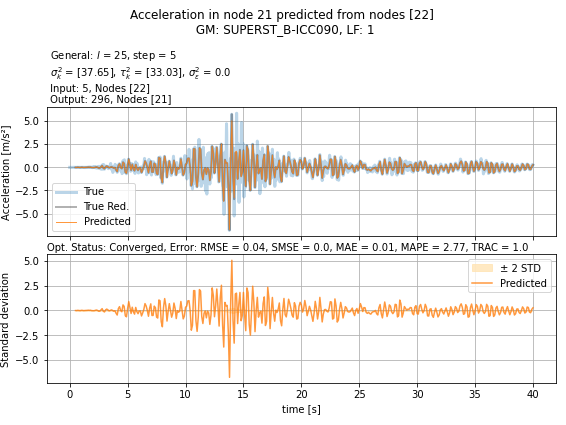 Acceleration in node 21 predicted from nodes [22]
GM: SUPERST_B-ICC090, LF: 1
General: l = 25, step = 5
σ²ₖ = [37.65], τ²ₖ = [33.03], σ²ε = 0.0
Input: 5, Nodes [22]
Output: 296, Nodes [21]
Acceleration [m/s²]
5.0
2.5
0.0
−2.5
−5.0
True
True Red.
Predicted
Opt. Status: Converged, Error: RMSE = 0.04, SMSE = 0.0, MAE = 0.01, MAPE = 2.77, TRAC = 1.0
Standard deviation
5.0
2.5
0.0
−2.5
−5.0
± 2 STD
Predicted
0 5 10 15 20 25 30 35 40
time [s]